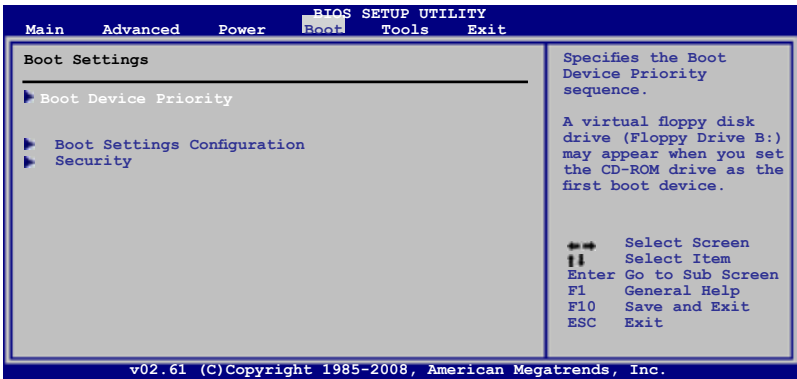 BIOS SETUP UTILITY
Main Advanced Power Boot Tools Exit
Boot Settings
Boot Device Priority
Boot Settings Configuration
Security
Specifies the Boot
Device Priority
sequence.
A virtual floppy disk
drive (Floppy Drive B:)
may appear when you set
the CD-ROM drive as the
first boot device.
Select Screen
Select Item
Enter Go to Sub Screen
F1 General Help
F10 Save and Exit
ESC Exit
v02.61 (C)Copyright 1985-2008, American Megatrends, Inc.